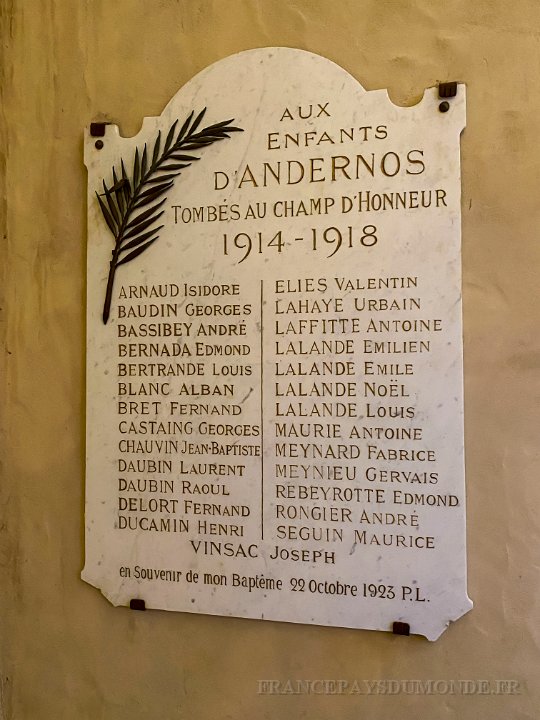 AUX
ENFANTS
D'ANDERNOS
TOMBÉS AU CHAMP D'HONNEUR
1914-1918
ARNAUD ISIDORE
BAUDIN GEORGES
BASSIBEY ANDRÉ
BERNADA EDMOND
BERTRANDE LOUIS
BLANC ALBAN
BRET FERNAND
CASTAING GEORGES
CHAUVIN JEAN-BAPTISTE
DAUBIN LAURENT
DAUBIN RAOUL
DELORT FERNAND
DUCAMIN HENRI
ELIES VALENTIN
LAHAYE URBAIN
LAFFITTE ANTOINE
LALANDE EMILIEN
LALANDE EMILE
LALANDE NOËL
LALANDE LOUIS
MAURIE ANTOINE
MEYNARD FABRICE
MEYNIEU GERVAIS
REBEYROTTE EDMOND
RONGIER ANDRÉ
SEGUIN MAURICE
VINSAC JOSEPH
en Souvenir de mon Baptême 22 Octobre 1923 P.L.
FRANCEPAYSDUMONDE.FR